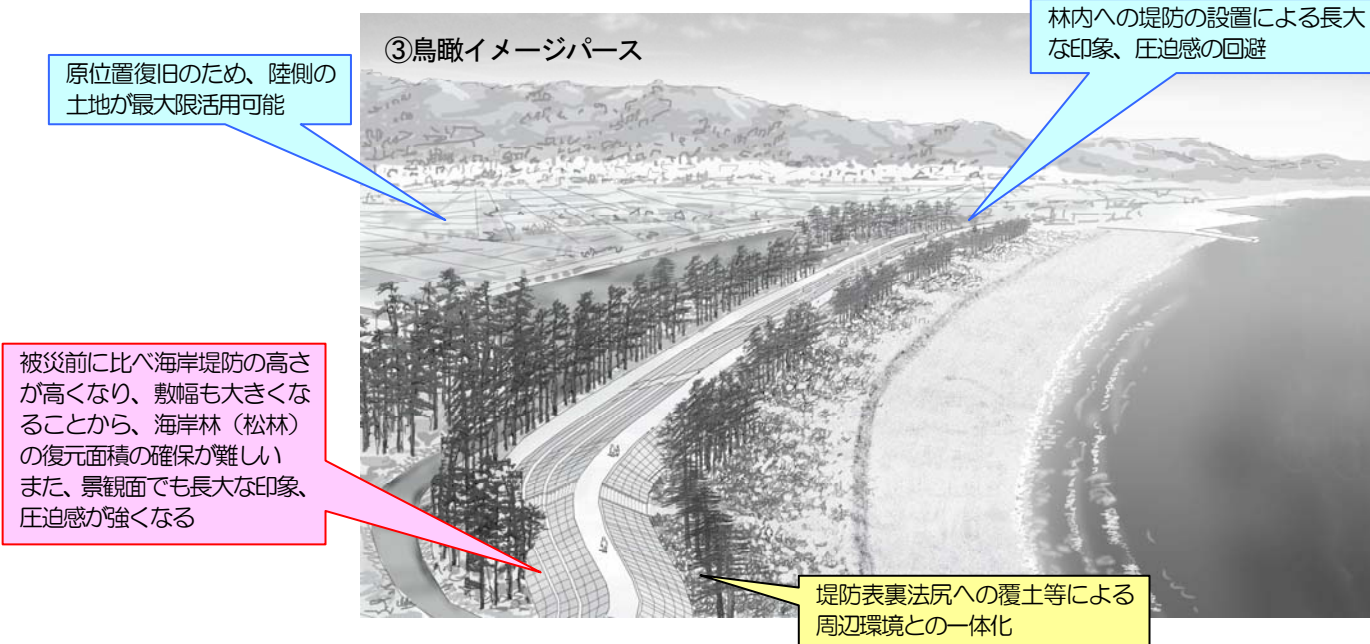 ③鳥瞰イメージパース
林内への堤防の設置による長大
な印象、圧迫感の回避
原位置復旧のため、陸側の
土地が最大限活用可能
被災前に比べ海岸堤防の高さ
が高くなり、敷幅も大きくな
ることから、海岸林（松林）
の復元面積の確保が難しい
また、景観面でも長大な印象、
圧迫感が強くなる
堤防表裏法尻への覆土等による
周辺環境との一体化